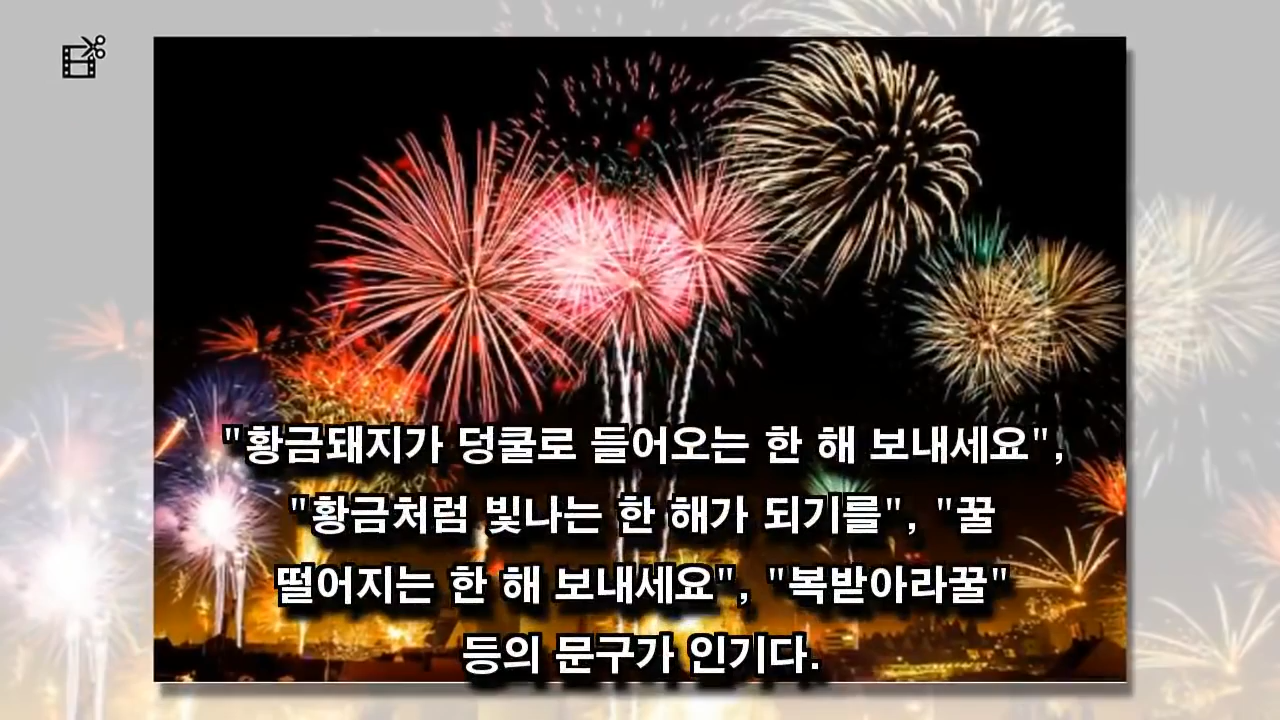 "황금돼지가 덩쿨로 들어오는 한 해 보내세요",
"황금처럼 빛나는 한 해가 되기를", "꿀
떨어지는 한 해 보내세요", "복받아라꿀"
등의 문구가 인기다.